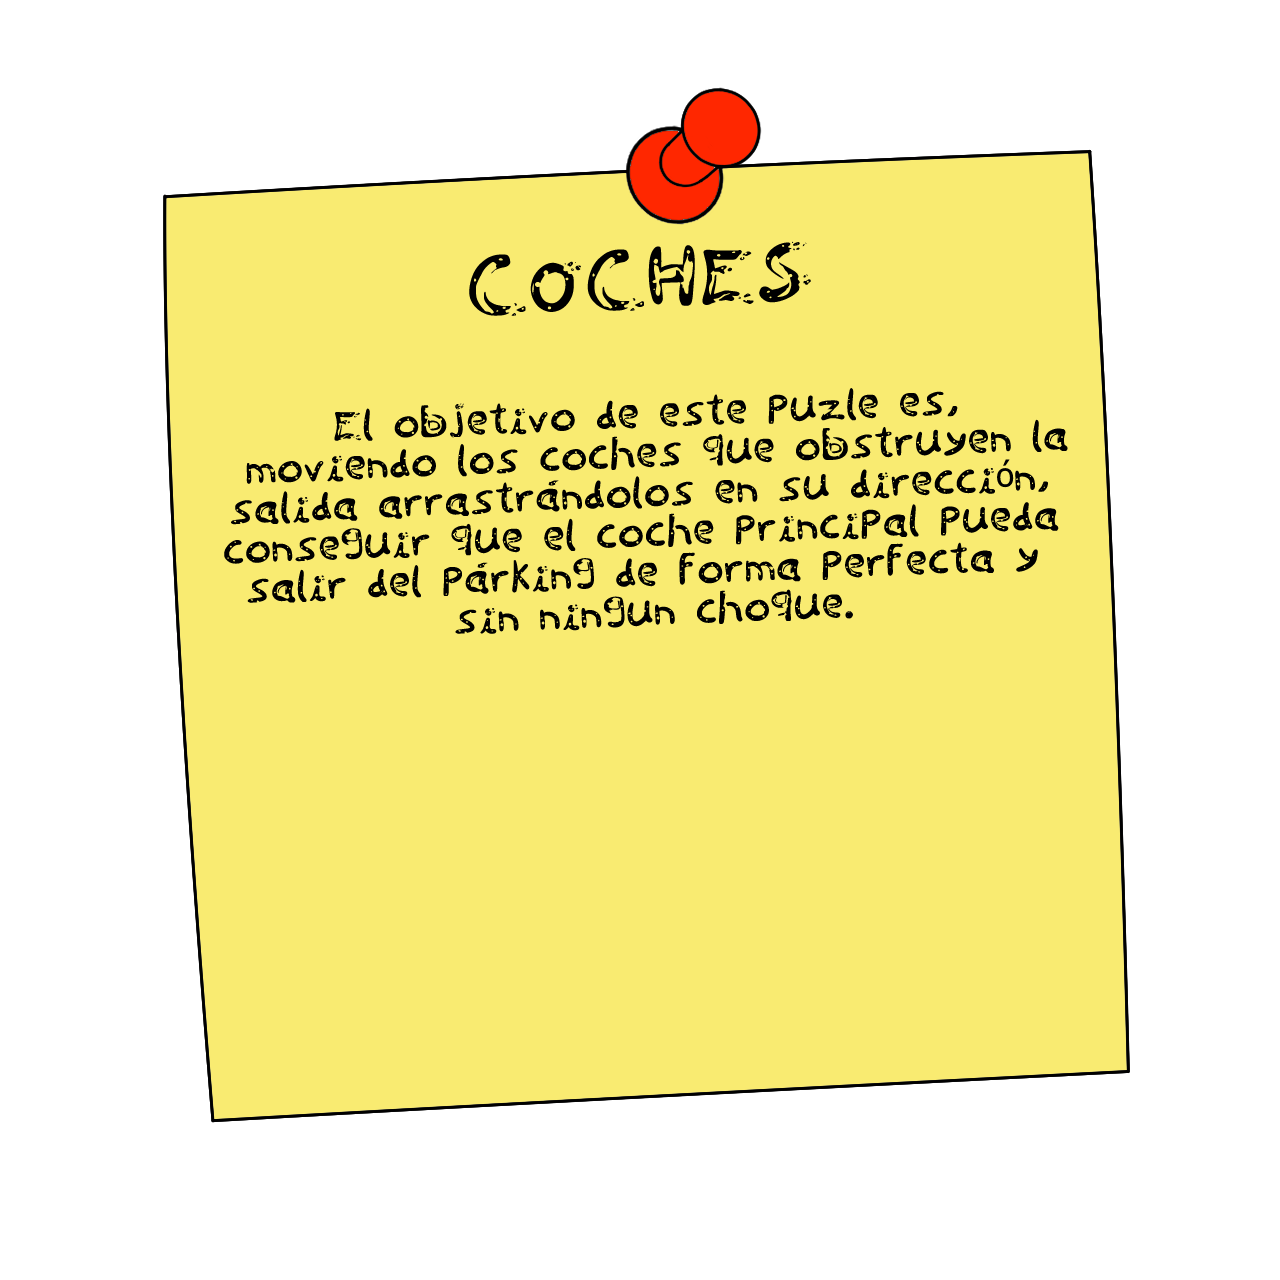 COCHES
El objetivo de este puzle es,
moviendo los coches que obstruyen la
salida arrastrándolos en su dirección,
conseguir que el coche principal pueda
salir del párking de forma perfecta y
sin ningun choque.